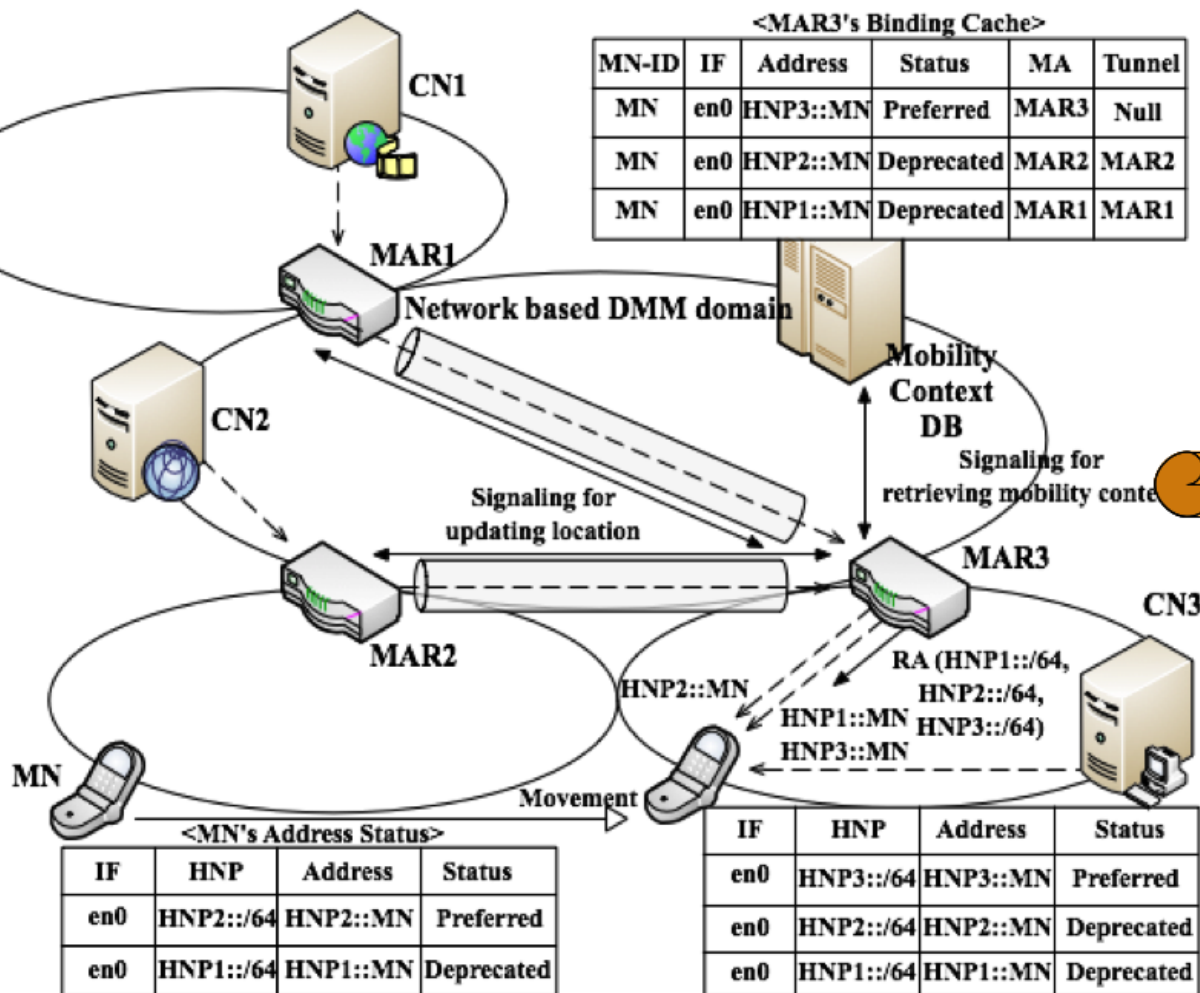 <MAR3's Binding Cache>
MN-ID IF Address Status MA Tunnel
MN en0 HNP3::MN Preferred MAR3 Null
MN en0 HNP2::MN Deprecated MAR2 MAR2
MN en0 HNP1::MN Deprecated MAR1 MAR1
CN1
MAR1
Network based DMM domain
Mobility
Context
DB
CN2
Signaling for
retrieving mobility conte
Signaling for
updating location
MAR3
CN3
MAR2
RA (HNP1::/64,
HNP2::/64,
HNP3::/64)
HNP2::MN
HNP1::MN
HNP3::MN
MN
Movement
<MN's Address Status>
IF HNP Address Status
en0 HNP2::/64 HNP2::MN Preferred
en0 HNP1::/64 HNP1::MN Deprecated
IF HNP Address Status
en0 HNP3::/64 HNP3::MN Preferred
en0 HNP2::/64 HNP2::MN Deprecated
en0 HNP1::/64 HNP1::MN Deprecated